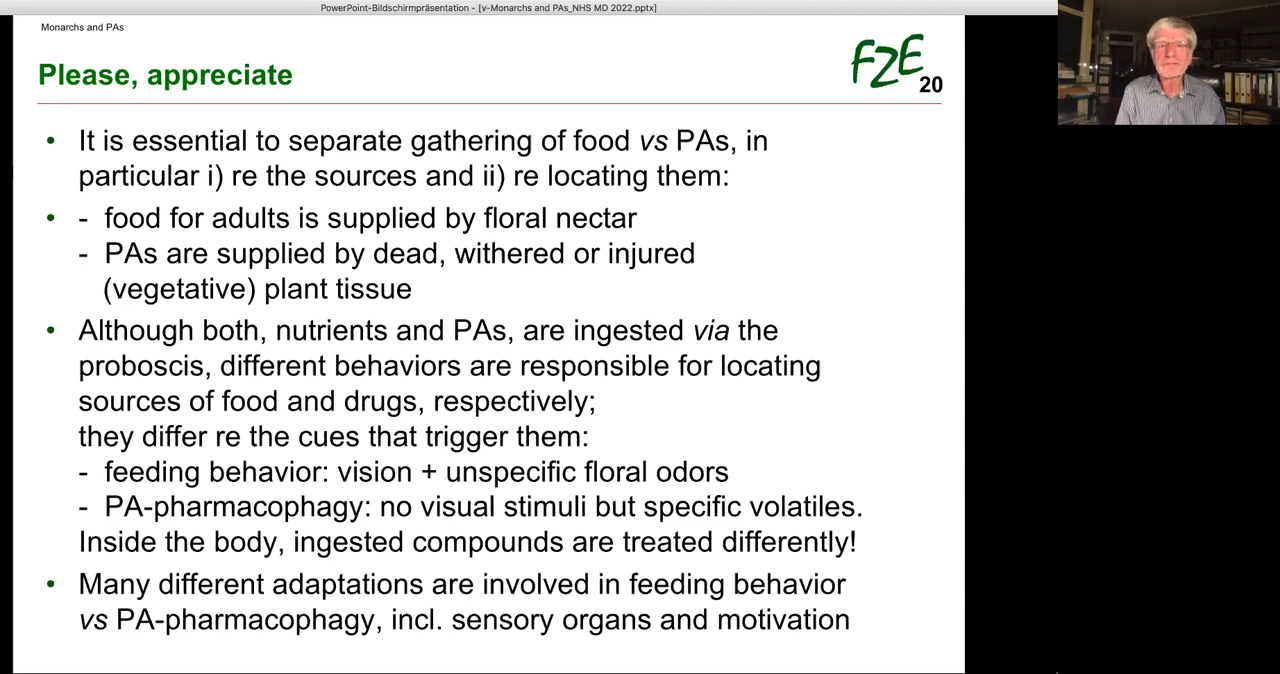 PowerPoint-Bildschirmpräsentation - [v-Monarchs and PAs_NHS MD 2022.pptx]
Monarchs and PAs
Please, appreciate
FZE
20
• It is essential to separate gathering of food vs PAs, in
particular i) re the sources and ii) re locating them:
• - food for adults is supplied by floral nectar
- PAs are supplied by dead, withered or injured
(vegetative) plant tissue
• Although both, nutrients and PAs, are ingested via the
proboscis, different behaviors are responsible for locating
sources of food and drugs, respectively;
they differ re the cues that trigger them:
- feeding behavior: vision + unspecific floral odors
- PA-pharmacophagy: no visual stimuli but specific volatiles.
Inside the body, ingested compounds are treated differently!
• Many different adaptations are involved in feeding behavior
vs PA-pharmacophagy, incl. sensory organs and motivation